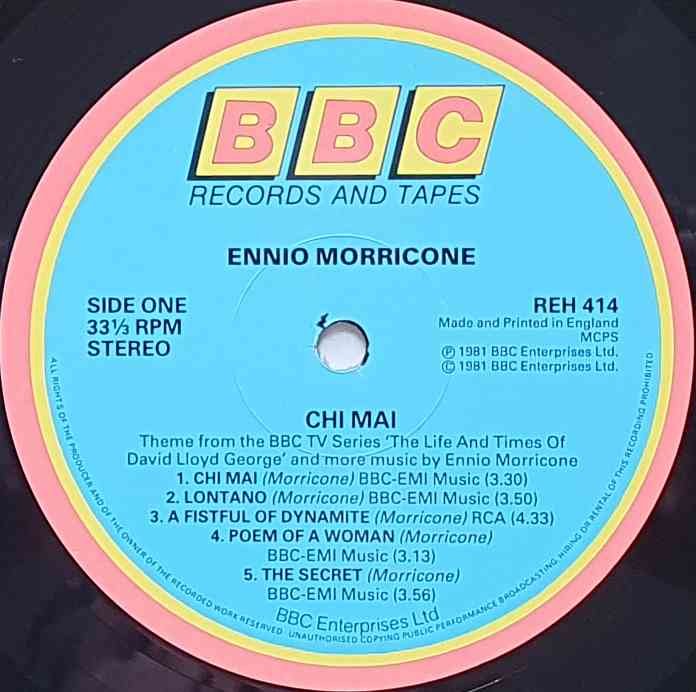 BBC
RECORDS AND TAPES
ENNIO MORRICONE
SIDE ONE
33⅓ RPM
STEREO
REH 414
Made and Printed in England
MCPS
℗ 1981 BBC Enterprises Ltd.
© 1981 BBC Enterprises Ltd.
CHI MAI
Theme from the BBC TV Series 'The Life And Times Of
David Lloyd George' and more music by Ennio Morricone
1. CHI MAI (Morricone) BBC-EMI Music (3.30)
2. LONTANO (Morricone) BBC-EMI Music (3.50)
3. A FISTFUL OF DYNAMITE (Morricone) RCA (4.33)
4. POEM OF A WOMAN (Morricone)
BBC-EMI Music (3.13)
5. THE SECRET (Morricone)
BBC-EMI Music (3.56)
BBC Enterprises Ltd
ALL RIGHTS OF THE PRODUCER AND OF THE OWNER OF THE RECORDED WORK RESERVED · UNAUTHORISED COPYING PUBLIC PERFORMANCE BROADCASTING, HIRING OR RENTAL OF THIS RECORDING PROHIBITED